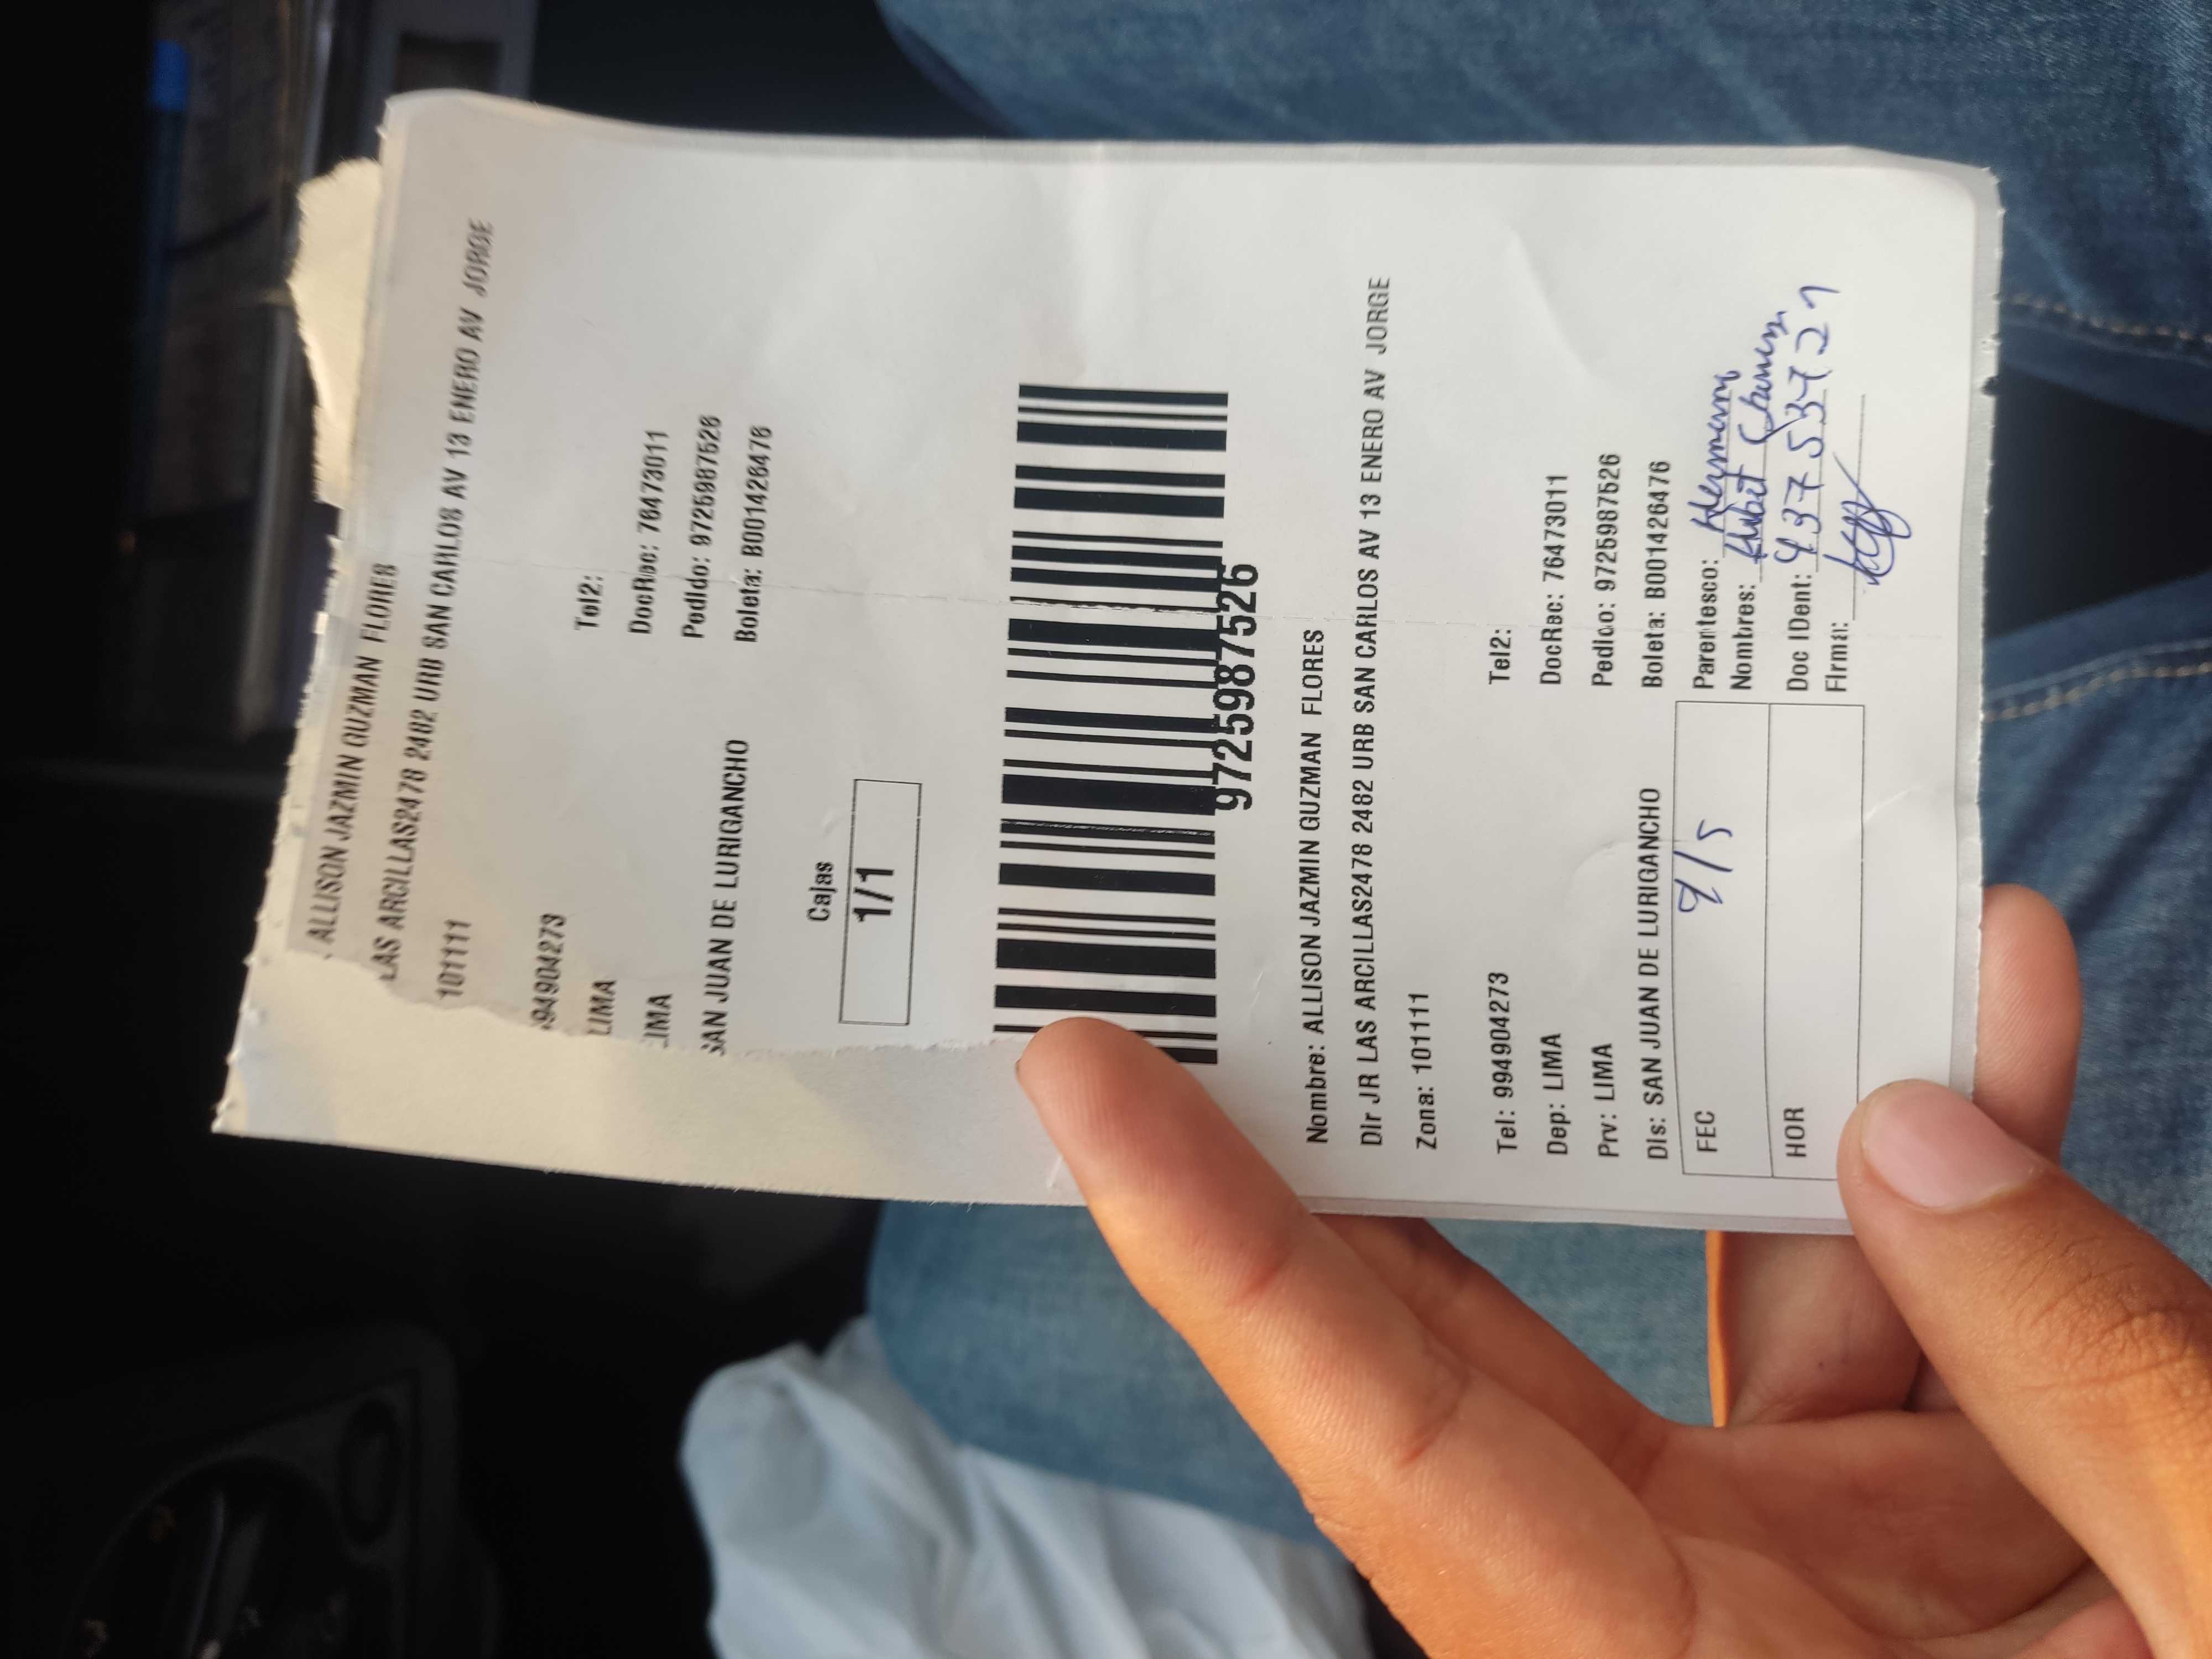 ALLISON JAZMIN GUZMAN FLORES
LAS ARCILLAS2478 2482 URB SAN CARLOS AV 13 ENERO AV JORGE
101111
94904273
Tel2:
LIMA
DocRec: 76473011
LIMA
Pedido: 9725987526
SAN JUAN DE LURIGANCHO
Boleta: B001426476
Cajas
1/1
9725987526
Nombre: ALLISON JAZMIN GUZMAN FLORES
Dir JR LAS ARCILLAS2478 2482 URB SAN CARLOS AV 13 ENERO AV JORGE
Zona: 101111
Tel: 994904273
Tel2:
Dep: LIMA
DocRec: 76473011
Prv: LIMA
Pedido: 9725987526
Dis: SAN JUAN DE LURIGANCHO
Boleta: B001426476
FEC
Parentesco: Hermano
Nombres:
HOR
Doc IDent:
Firma: